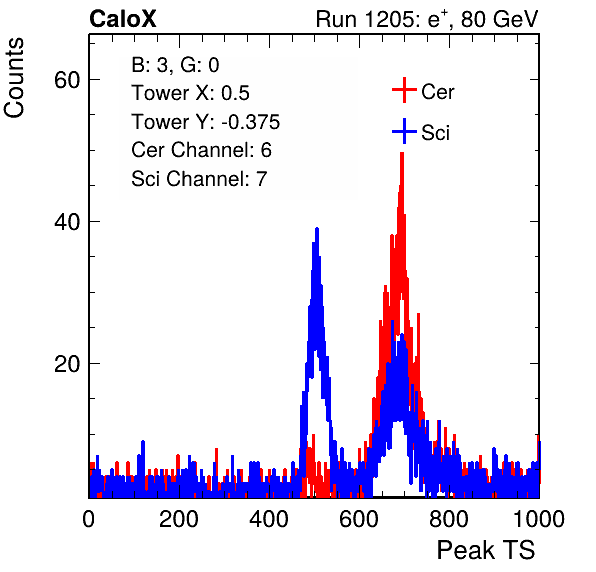 CaloX Run 1205: e+, 80 GeV
Counts
B: 3, G: 0
Tower X: 0.5
Tower Y: -0.375
Cer Channel: 6
Sci Channel: 7
Cer
Sci
60
40
20
0 200 400 600 800 1000
Peak TS